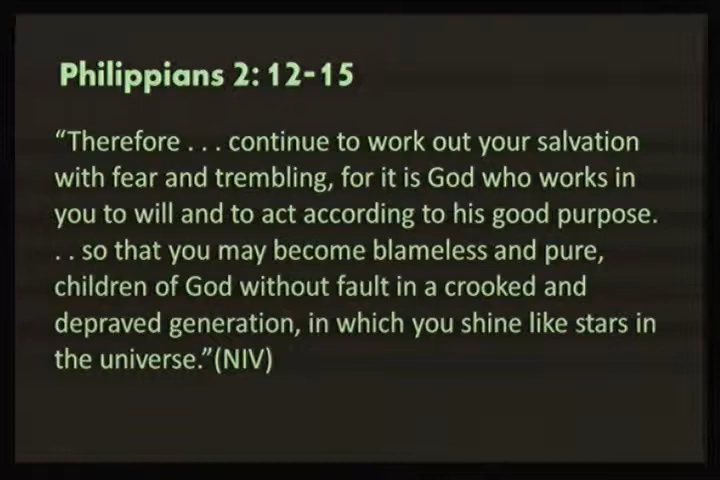 Philippians 2: 12-15
“Therefore . . . continue to work out your salvation
with fear and trembling, for it is God who works in
you to will and to act according to his good purpose.
. . so that you may become blameless and pure,
children of God without fault in a crooked and
depraved generation, in which you shine like stars in
the universe.”(NIV)